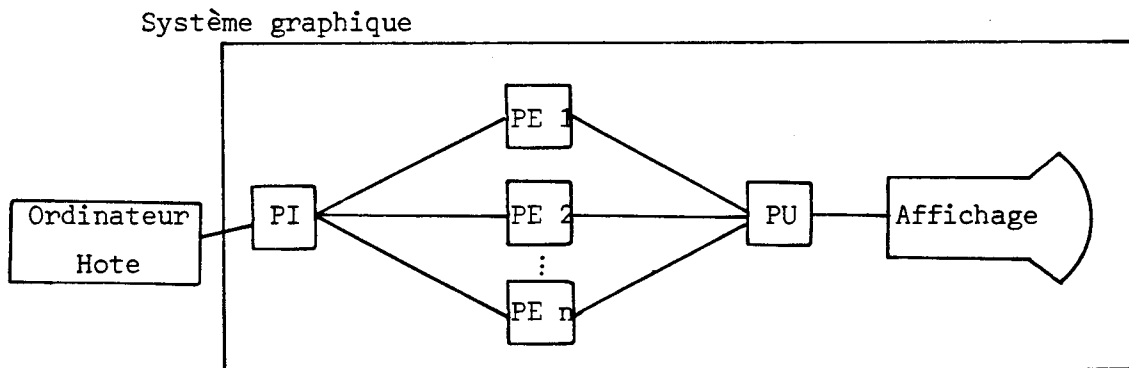 Système graphique
PE 1
Ordinateur
Hote
PI
PE 2
PU
Affichage
⋮
PE n